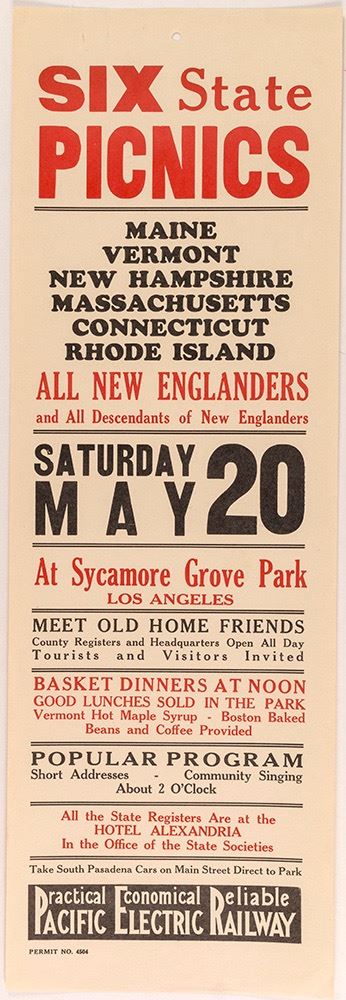 SIX State
PICNICS
MAINE
VERMONT
NEW HAMPSHIRE
MASSACHUSETTS
CONNECTICUT
RHODE ISLAND
ALL NEW ENGLANDERS
and All Descendants of New Englanders
SATURDAY
MAY 20
At Sycamore Grove Park
LOS ANGELES
MEET OLD HOME FRIENDS
County Registers and Headquarters Open All Day
Tourists and Visitors Invited
BASKET DINNERS AT NOON
GOOD LUNCHES SOLD IN THE PARK
Vermont Hot Maple Syrup - Boston Baked
Beans and Coffee Provided
POPULAR PROGRAM
Short Addresses - Community Singing
About 2 O'Clock
All the State Registers Are at the
HOTEL ALEXANDRIA
In the Office of the State Societies
Take South Pasadena Cars on Main Street Direct to Park
Practical Economical Reliable
PACIFIC ELECTRIC RAILWAY
PERMIT NO. 4504